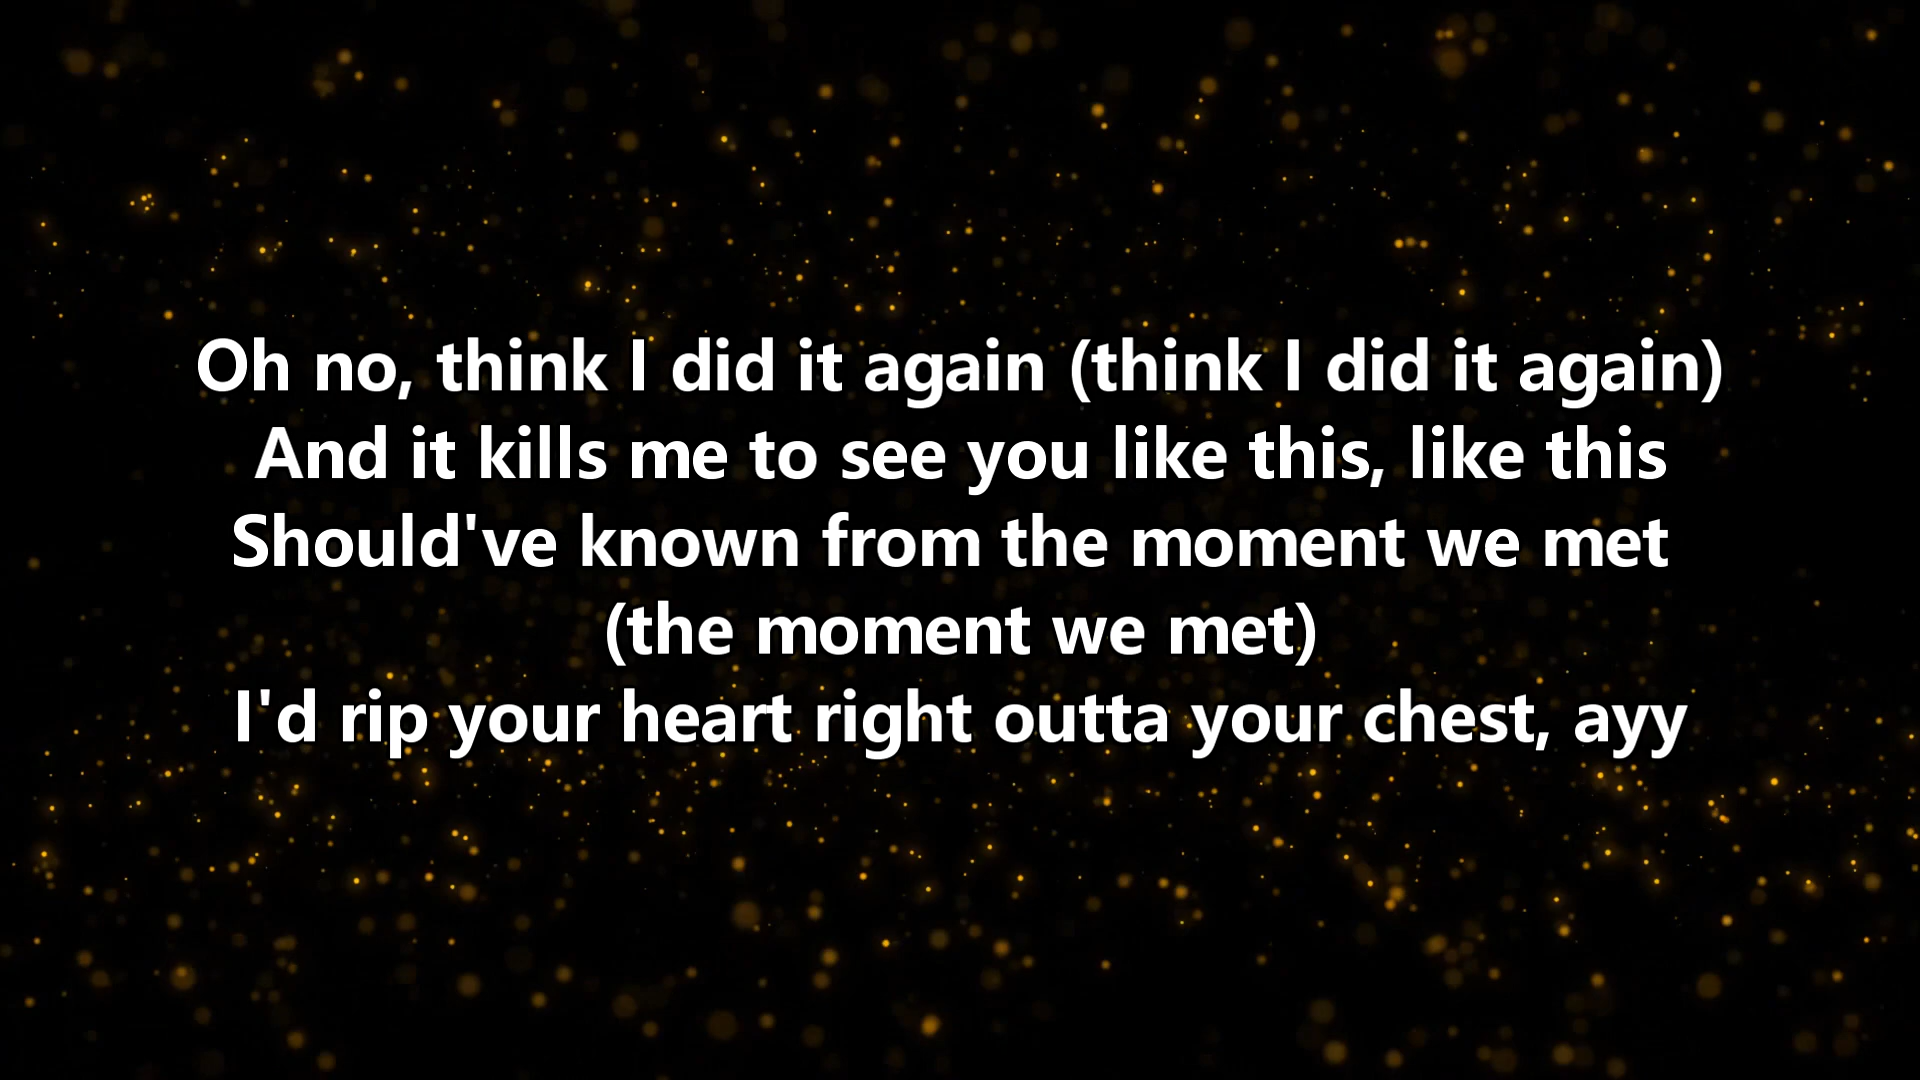 Oh no, think I did it again (think I did it again)
And it kills me to see you like this, like this
Should've known from the moment we met
(the moment we met)
I'd rip your heart right outta your chest, ayy